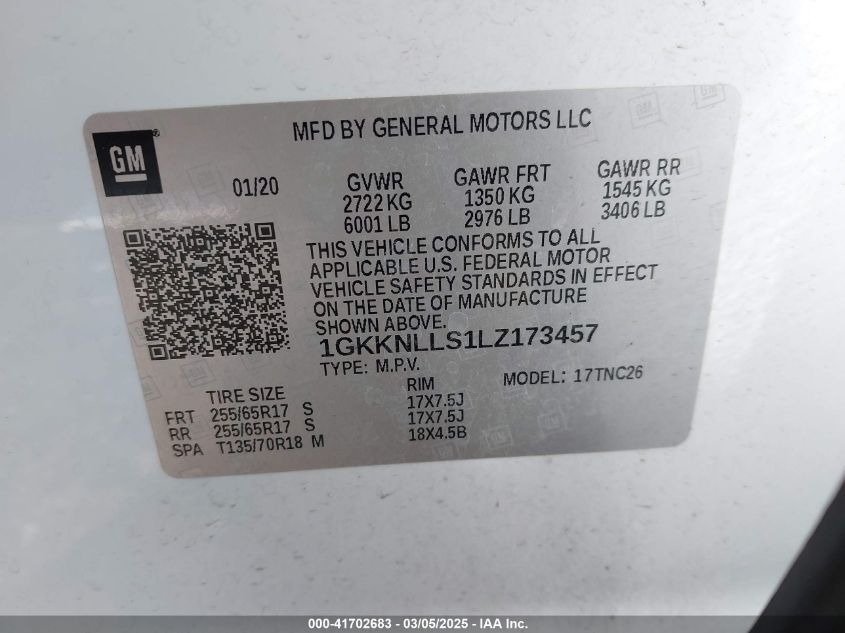 GM
MFD BY GENERAL MOTORS LLC
01/20
GVWR
2722 KG
6001 LB
GAWR FRT
1350 KG
2976 LB
GAWR RR
1545 KG
3406 LB
THIS VEHICLE CONFORMS TO ALL
APPLICABLE U.S. FEDERAL MOTOR
VEHICLE SAFETY STANDARDS IN EFFECT
ON THE DATE OF MANUFACTURE
SHOWN ABOVE.
1GKKNLLS1LZ173457
TYPE: M.P.V.
MODEL: 17TNC26
TIRE SIZE RIM
FRT 255/65R17 S 17X7.5J
RR 255/65R17 S 17X7.5J
SPA T135/70R18 M 18X4.5B
000-41702683 - 03/05/2025 - IAA Inc.